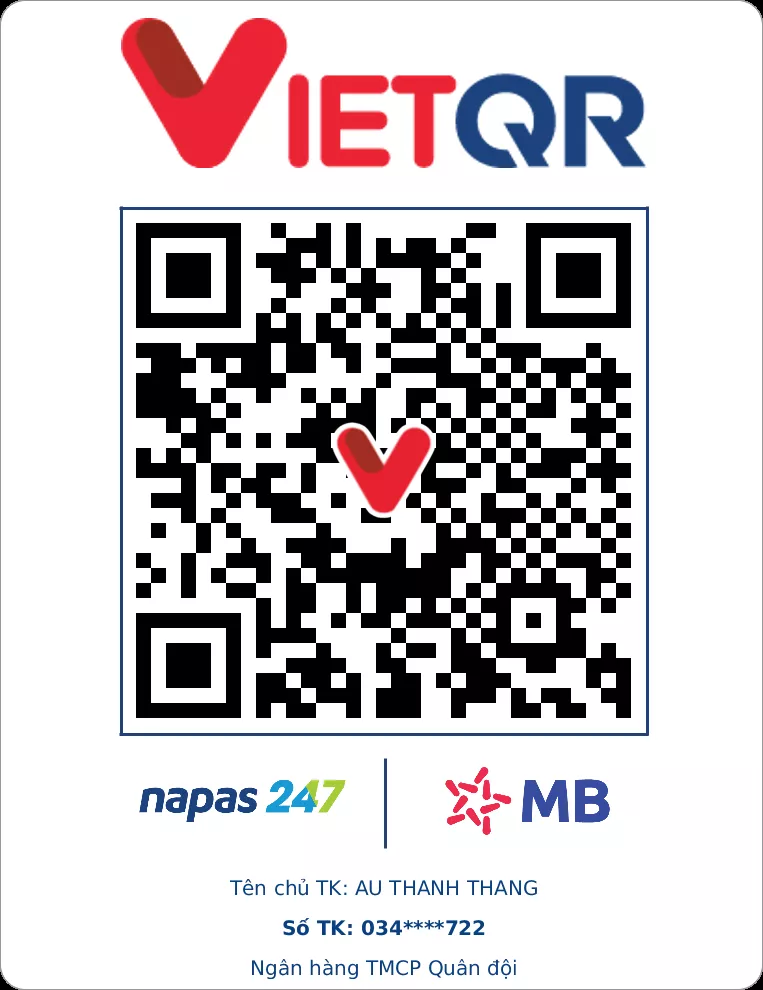 VIETQR
napas 247
MB
Tên chủ TK: AU THANH THANG
Số TK: 034****722
Ngân hàng TMCP Quân đội